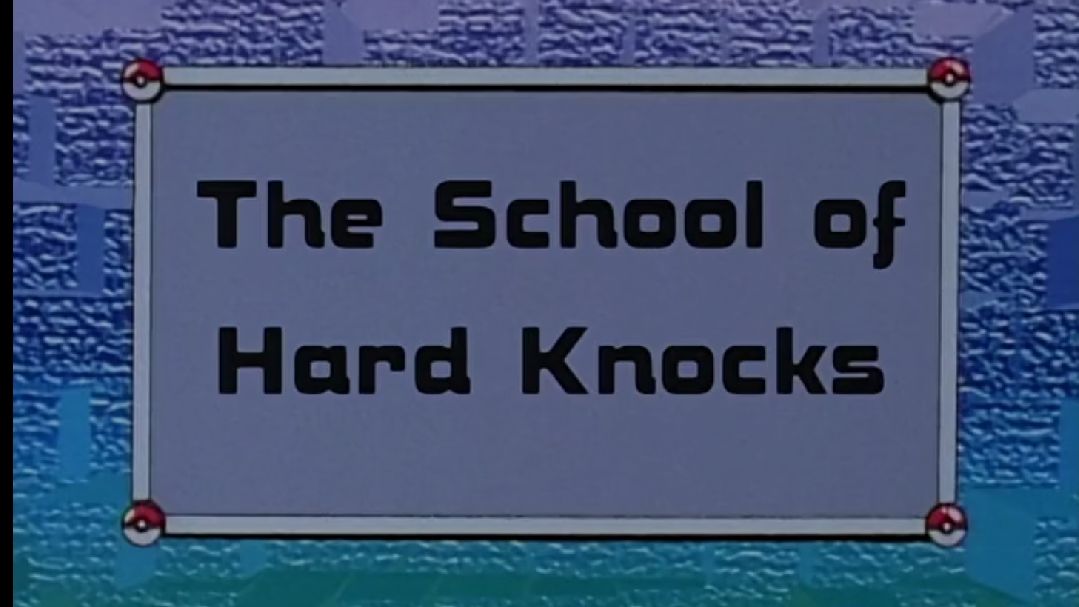 The School of
Hard Knocks